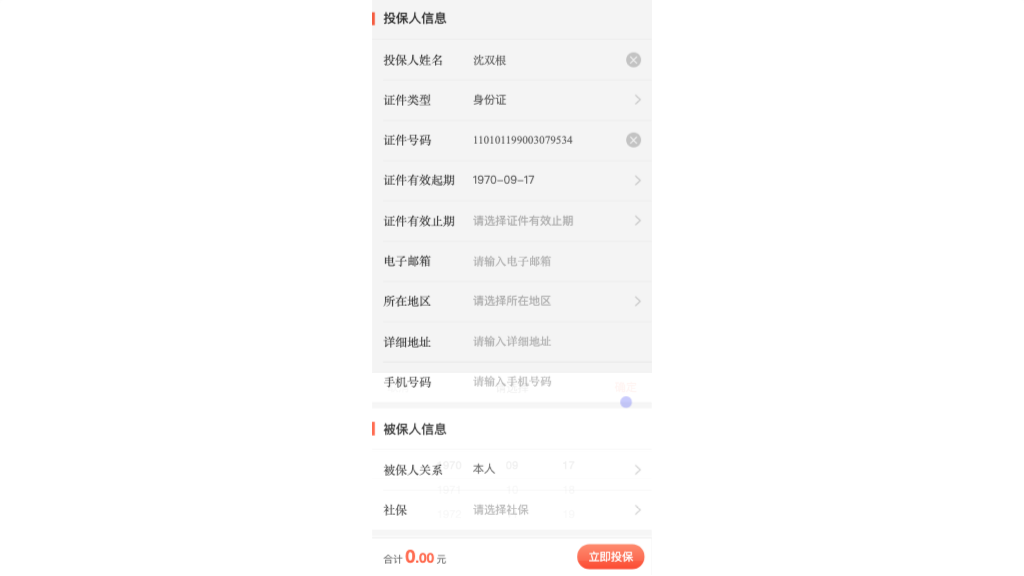 投保人信息
投保人姓名 沈双根
证件类型 身份证
证件号码 110101199003079534
证件有效起期 1970-09-17
证件有效止期 请选择证件有效止期
电子邮箱 请输入电子邮箱
所在地区 请选择所在地区
详细地址 请输入详细地址
手机号码 请输入手机号码
被保人信息
1970 09 17
被保人关系 本人
1971 10 18
社保 请选择社保
合计 0.00 元 立即投保